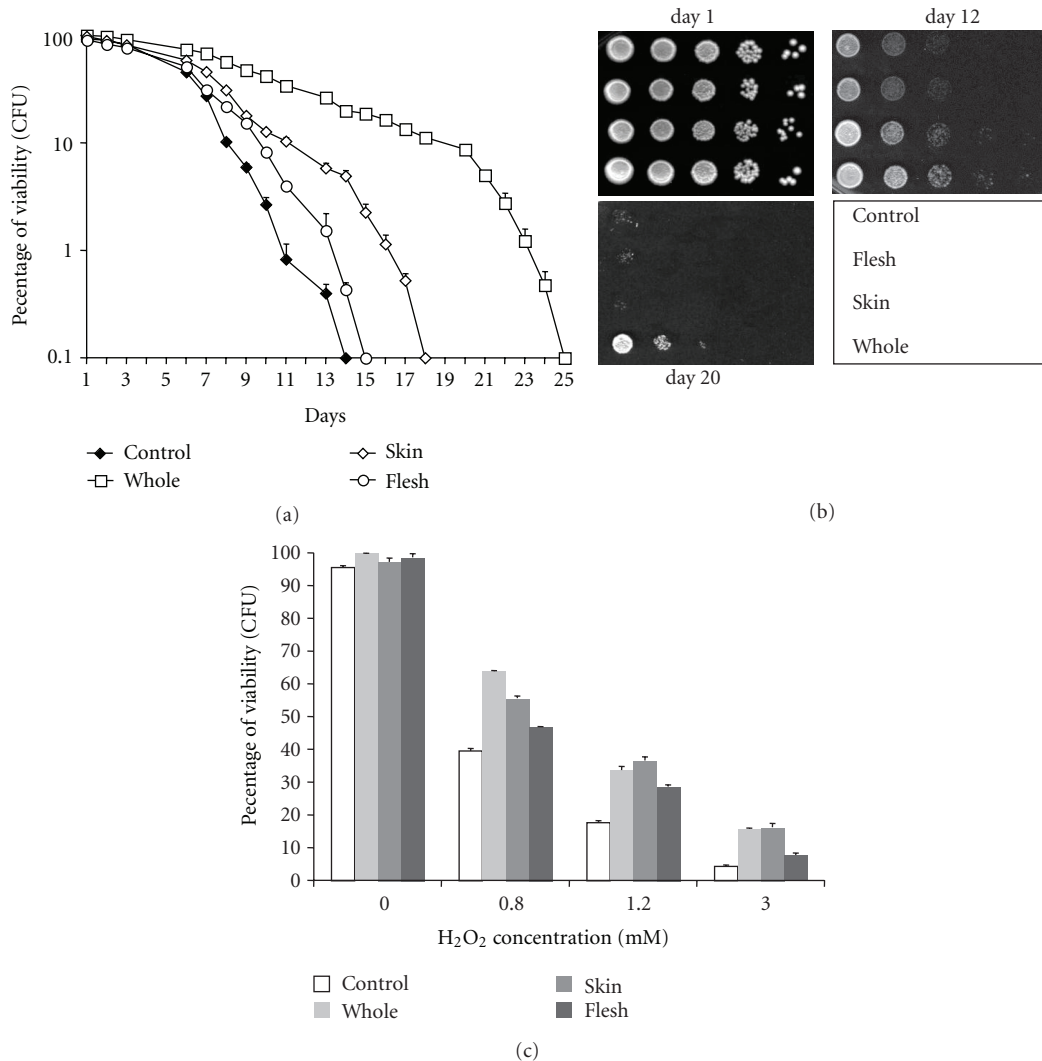 100
10
1
0.1
Pecentage of viability (CFU)
1 3 5 7 9 11 13 15 17 19 21 23 25
Days
Control
Whole
Skin
Flesh
(a)
day 1
day 12
day 20
Control
Flesh
Skin
Whole
(b)
100
90
80
70
60
50
40
30
20
10
0
Pecentage of viability (CFU)
0 0.8 1.2 3
H₂O₂ concentration (mM)
Control
Whole
Skin
Flesh
(c)